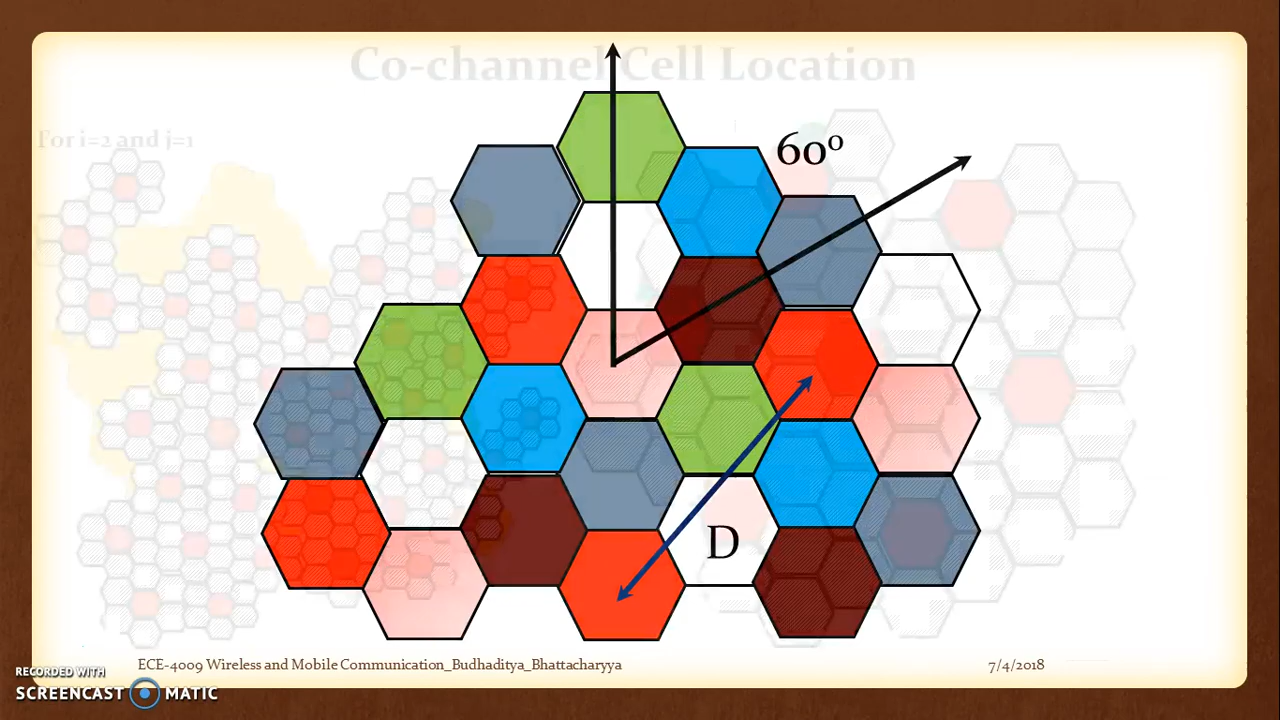 Co-channel Cell Location
For i=2 and j=1
60⁰
D
ECE-4009 Wireless and Mobile Communication_Budhaditya_Bhattacharyya
7/4/2018
RECORDED WITH
SCREENCAST MATIC